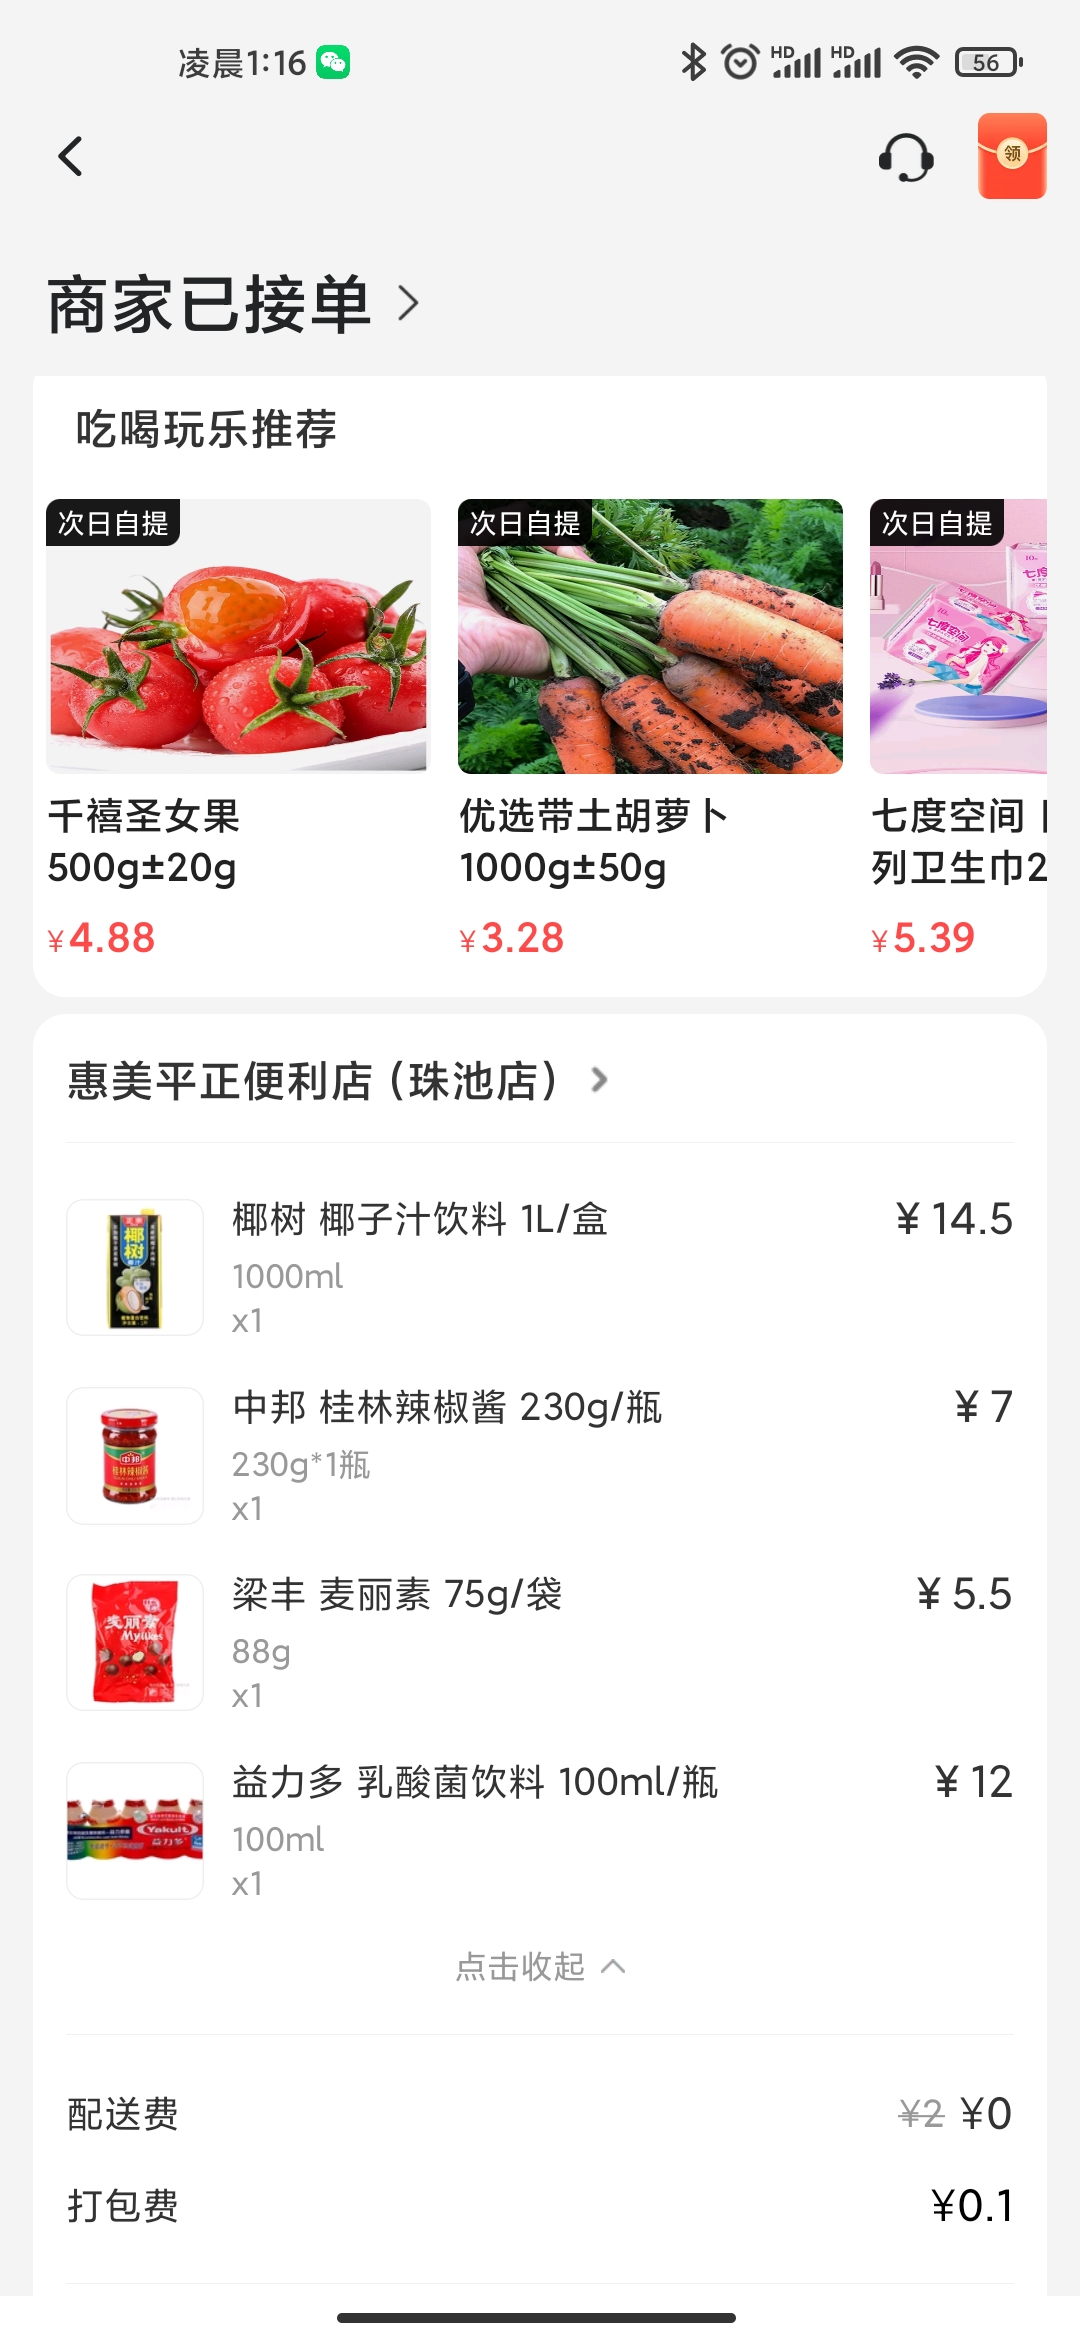 凌晨1:16
HD HD 56
领
商家已接单
吃喝玩乐推荐
次日自提 次日自提 次日自提
千禧圣女果 优选带土胡萝卜 七度空间
500g±20g 1000g±50g 列卫生巾2
¥4.88 ¥3.28 ¥5.39
惠美平正便利店（珠池店）
椰树 椰子汁饮料 1L/盒 ¥14.5
1000ml
x1
中邦 桂林辣椒酱 230g/瓶 ¥7
230g*1瓶
x1
梁丰 麦丽素 75g/袋 ¥5.5
88g
x1
益力多 乳酸菌饮料 100ml/瓶 ¥12
100ml
x1
点击收起
配送费 ¥2 ¥0
打包费 ¥0.1